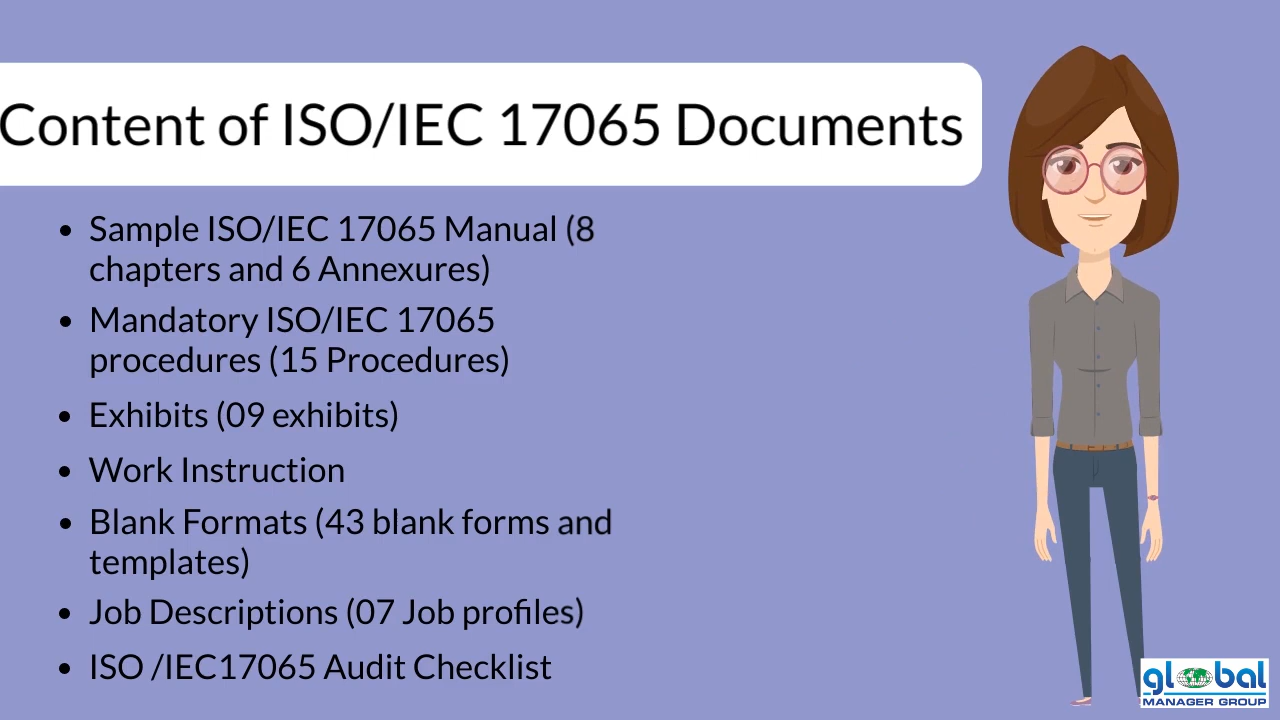 Content of ISO/IEC 17065 Documents
• Sample ISO/IEC 17065 Manual (8
chapters and 6 Annexures)
• Mandatory ISO/IEC 17065
procedures (15 Procedures)
• Exhibits (09 exhibits)
• Work Instruction
• Blank Formats (43 blank forms and
templates)
• Job Descriptions (07 Job profiles)
• ISO /IEC17065 Audit Checklist
global
MANAGER GROUP